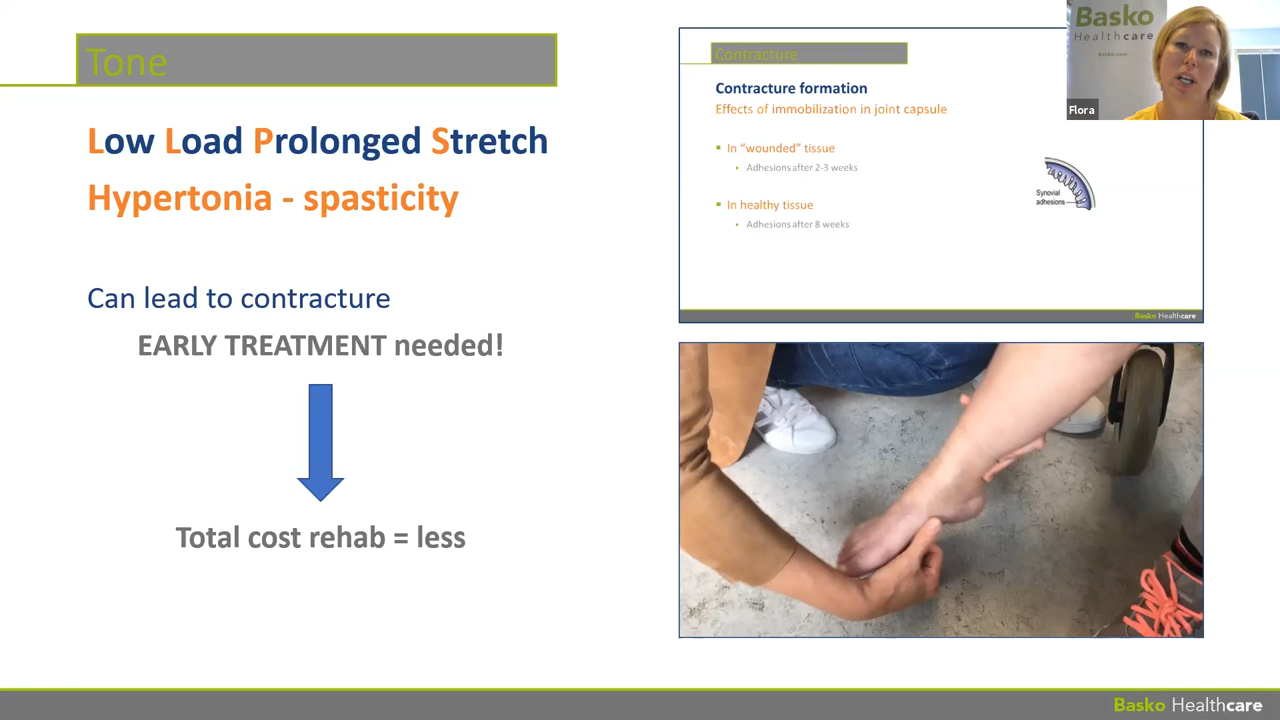 Tone
Low Load Prolonged Stretch
Hypertonia - spasticity
Can lead to contracture
EARLY TREATMENT needed!
Total cost rehab = less
Contracture
Contracture formation
Effects of immobilization in joint capsule
In “wounded” tissue
Adhesions after 2-3 weeks
In healthy tissue
Adhesions after 8 weeks
Synovial
adhesions
Basko Healthcare
Basko
Healthcare
basko.com
Flora
Basko Healthcare